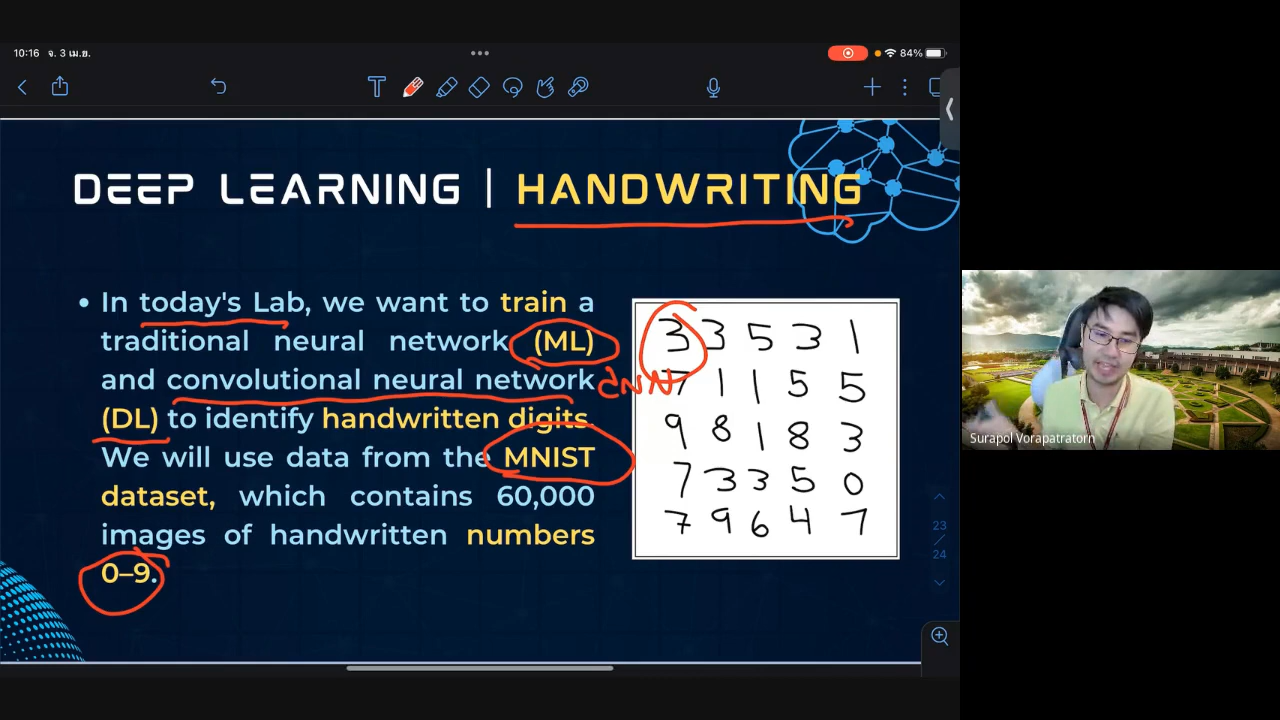 10:16 จ. 3 เม.ย.
84%
DEEP LEARNING | HANDWRITING
• In today's Lab, we want to train a
traditional neural network (ML)
and convolutional neural network
(DL) to identify handwritten digits.
We will use data from the MNIST
dataset, which contains 60,000
images of handwritten numbers
0–9.
CNN
3 3 5 3 1
7 1 1 5 5
9 8 1 8 3
7 3 3 5 0
7 9 6 4 7
23
/
24
Surapol Vorapatratorn